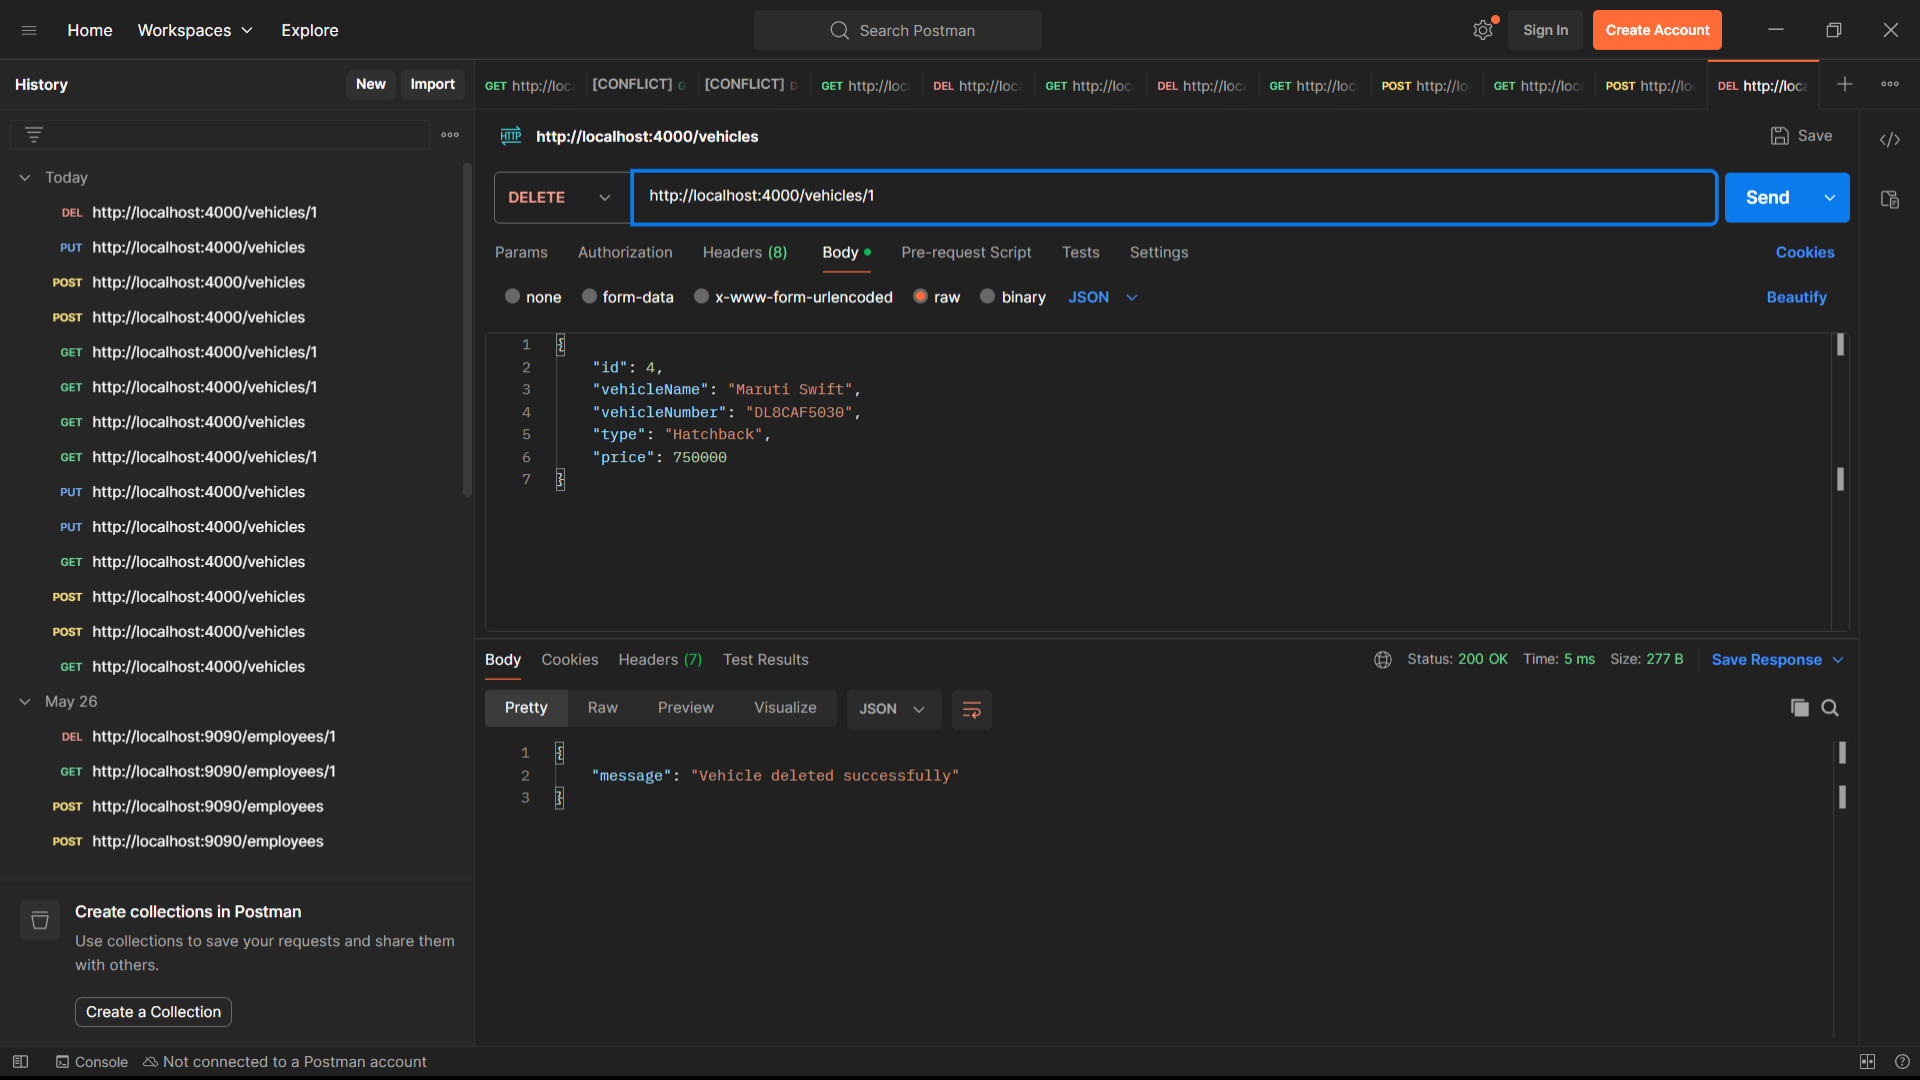 Home Workspaces Explore Search Postman Sign In Create Account
History New Import
GET http://loc [CONFLICT] G [CONFLICT] D GET http://loc DEL http://loc GET http://loc DEL http://loc GET http://loc POST http://lo GET http://loc POST http://lo DEL http://loca
HTTP http://localhost:4000/vehicles Save
DELETE http://localhost:4000/vehicles/1 Send
Params Authorization Headers (8) Body Pre-request Script Tests Settings Cookies
none form-data x-www-form-urlencoded raw binary JSON Beautify
1 {
2 "id": 4,
3 "vehicleName": "Maruti Swift",
4 "vehicleNumber": "DL8CAF5030",
5 "type": "Hatchback",
6 "price": 750000
7 }
Today
DEL http://localhost:4000/vehicles/1
PUT http://localhost:4000/vehicles
POST http://localhost:4000/vehicles
POST http://localhost:4000/vehicles
GET http://localhost:4000/vehicles/1
GET http://localhost:4000/vehicles/1
GET http://localhost:4000/vehicles
GET http://localhost:4000/vehicles/1
PUT http://localhost:4000/vehicles
PUT http://localhost:4000/vehicles
GET http://localhost:4000/vehicles
POST http://localhost:4000/vehicles
POST http://localhost:4000/vehicles
GET http://localhost:4000/vehicles
May 26
DEL http://localhost:9090/employees/1
GET http://localhost:9090/employees/1
POST http://localhost:9090/employees
POST http://localhost:9090/employees
Create collections in Postman
Use collections to save your requests and share them
with others.
Create a Collection
Body Cookies Headers (7) Test Results Status: 200 OK Time: 5 ms Size: 277 B Save Response
Pretty Raw Preview Visualize JSON
1 {
2 "message": "Vehicle deleted successfully"
3 }
Console Not connected to a Postman account